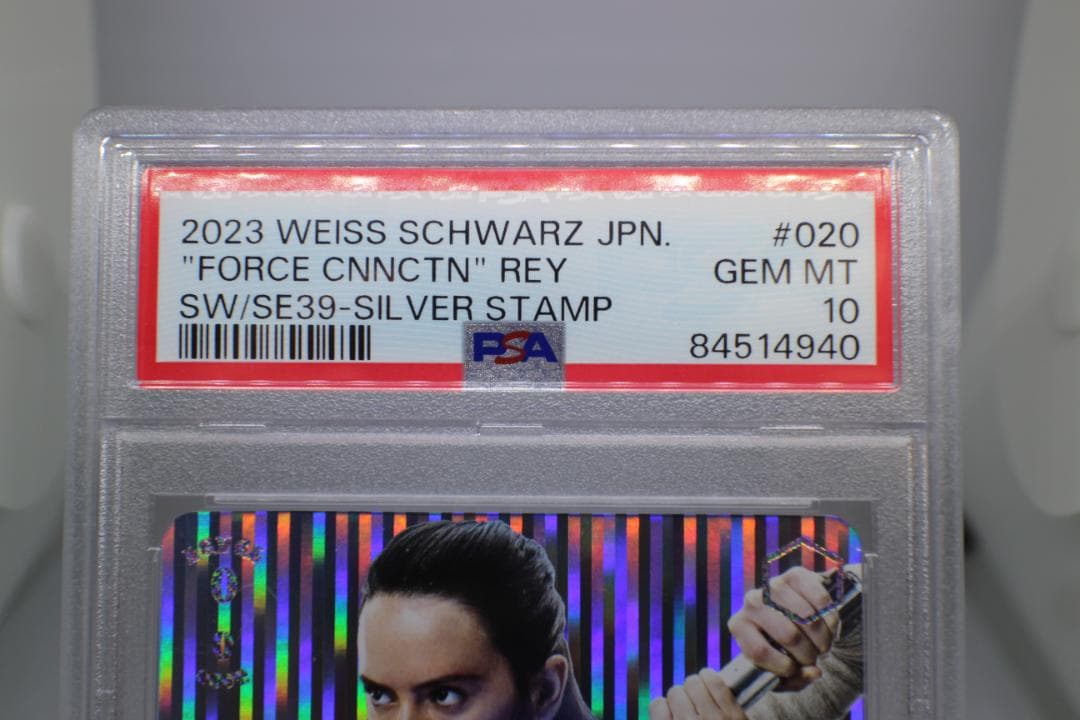 2023 WEISS SCHWARZ JPN. #020
"FORCE CNNCTN" REY GEM MT
SW/SE39-SILVER STAMP 10
PSA 84514940